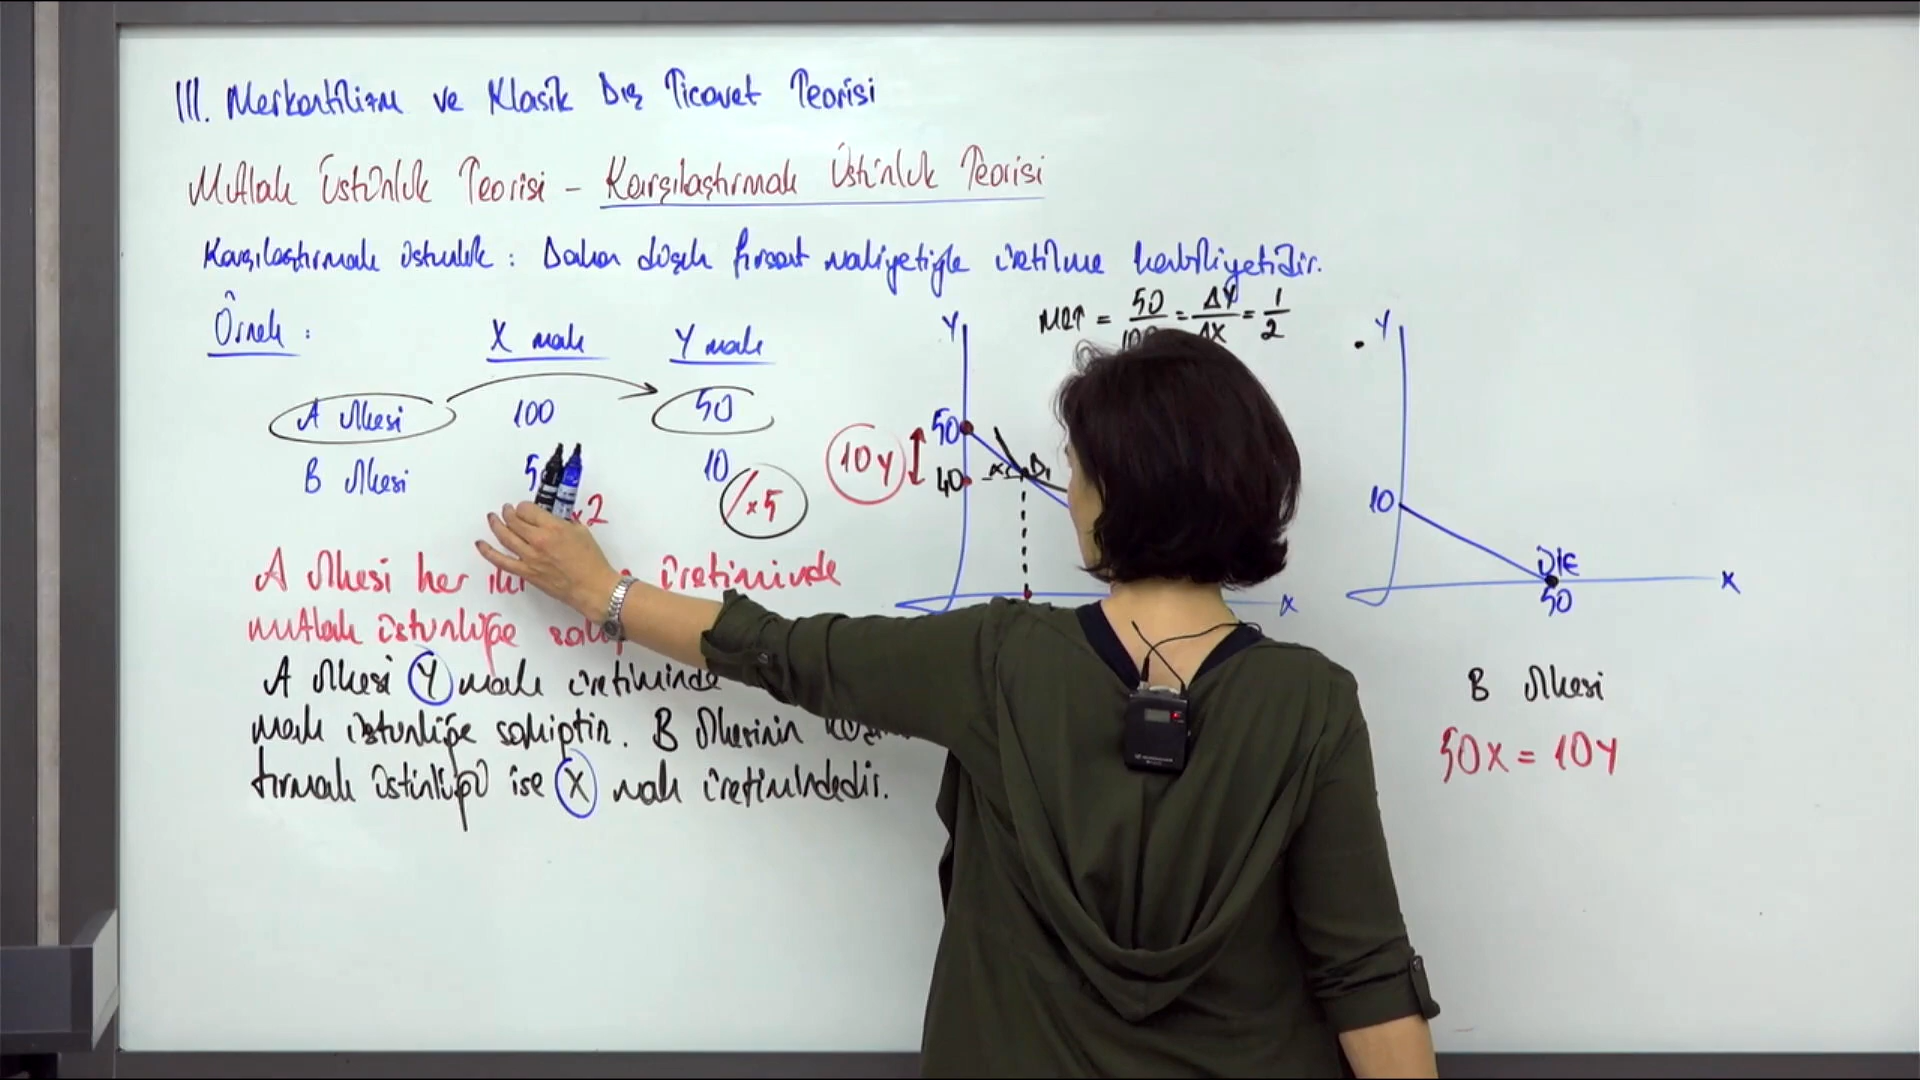 III. Merkantilizm ve Klasik Dış Ticaret Teorisi
Mutlak Üstünlük Teorisi - Karşılaştırmalı Üstünlük Teorisi
Karşılaştırmalı üstünlük : Daha düşük fırsat maliyetiyle üretilme kabiliyetidir.
Örnek :
X malı Y malı
A ülkesi 100 50
B ülkesi 10
x2 /x5
A ülkesi her üretiminde
mutlak üstünlüğe
A ülkesi Y malı üretiminde
malı üstünlüğe sahiptir. B ülkesinin
tırmalı üstünlüğü ise X malı üretimindedir.
MRT = 50 = ΔY = 1
ΔX 2
Y
50
10Y
40
D1
X
Y
10
DIE
50
X
B ülkesi
50X = 10Y